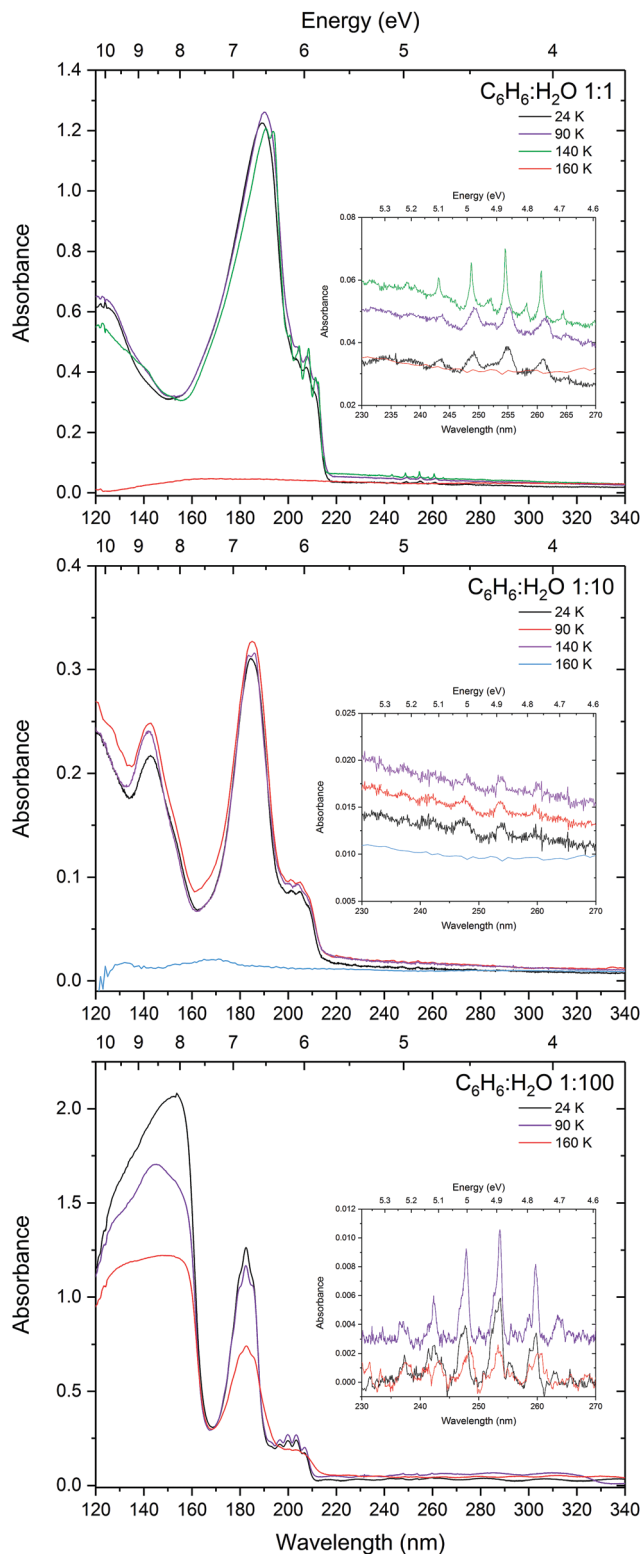 Energy (eV)
10 9 8 7 6 5 4
C₆H₆:H₂O 1:1
24 K
90 K
140 K
160 K
Absorbance
1.4
1.2
1.0
0.8
0.6
0.4
0.2
0.0
Energy (eV)
5.3 5.2 5.1 5 4.9 4.8 4.7 4.6
Absorbance
0.08
0.06
0.04
0.02
230 235 240 245 250 255 260 265 270
Wavelength (nm)
120 140 160 180 200 220 240 260 280 300 320 340
10 9 8 7 6 5 4
C₆H₆:H₂O 1:10
24 K
90 K
140 K
160 K
Absorbance
0.4
0.3
0.2
0.1
0.0
Energy (eV)
5.3 5.2 5.1 5 4.9 4.8 4.7 4.6
Absorbance
0.025
0.020
0.015
0.010
0.005
230 240 250 260 270
Wavelength (nm)
120 140 160 180 200 220 240 260 280 300 320 340
10 9 8 7 6 5 4
C₆H₆:H₂O 1:100
24 K
90 K
160 K
Absorbance
2.0
1.5
1.0
0.5
0.0
Energy (eV)
5.3 5.2 5.1 5 4.9 4.8 4.7 4.6
Absorbance
0.012
0.010
0.008
0.006
0.004
0.002
0.000
230 240 250 260 270
Wavelength (nm)
120 140 160 180 200 220 240 260 280 300 320 340
Wavelength (nm)